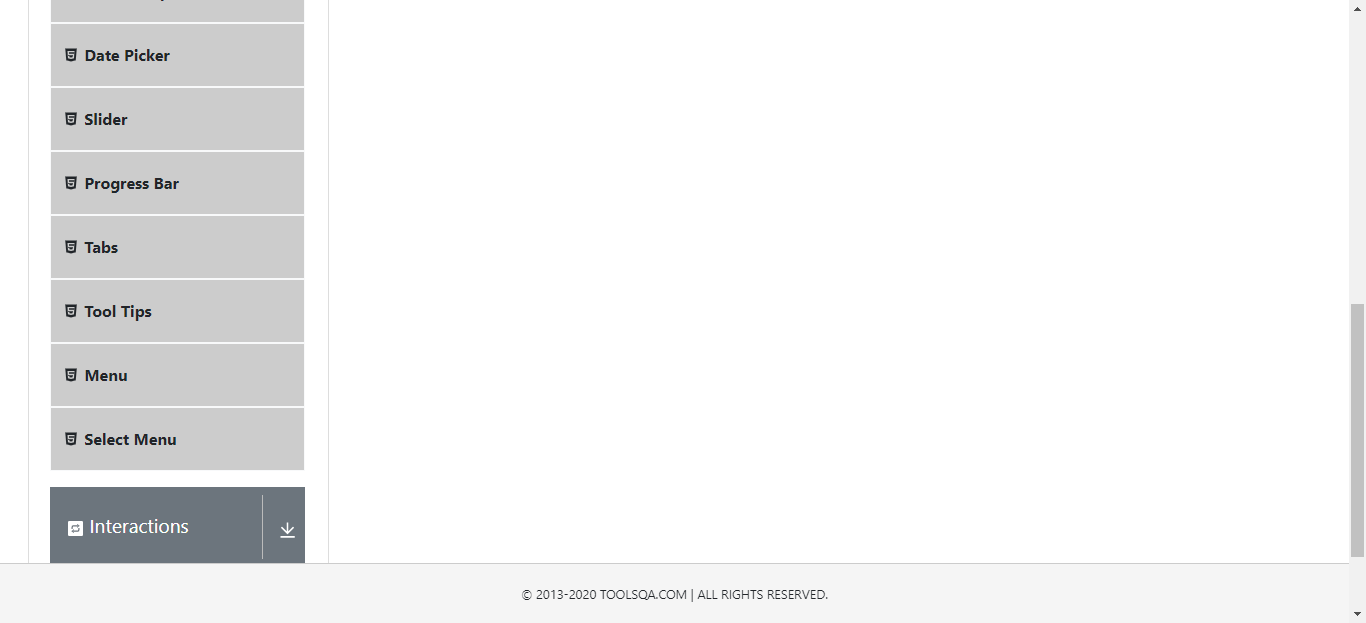 Date Picker
Slider
Progress Bar
Tabs
Tool Tips
Menu
Select Menu
Interactions
© 2013-2020 TOOLSQA.COM | ALL RIGHTS RESERVED.